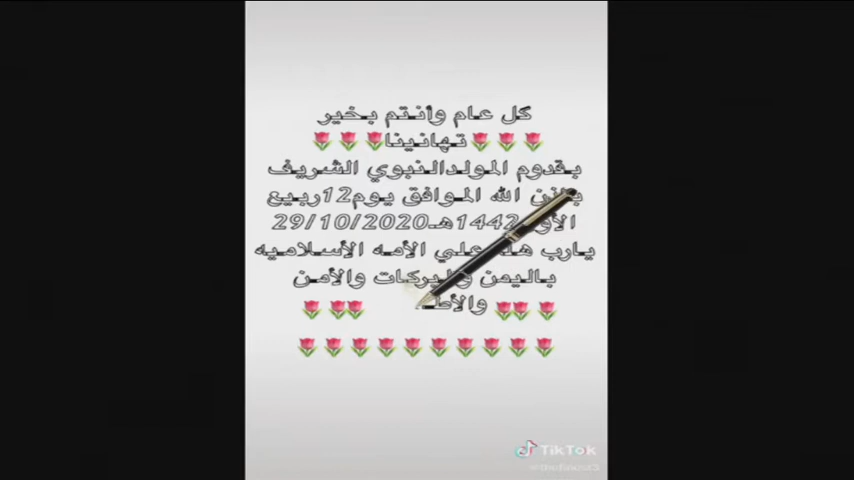 كل عام وأنتم بخير
تهانينا
بقدوم المولدالنبوي الشريف
الله الموافق يوم12ربيع
1442هـ29/10/2020
يارب علي الأمه الأسلاميه
باليمن والبركات والأمن
TikTok